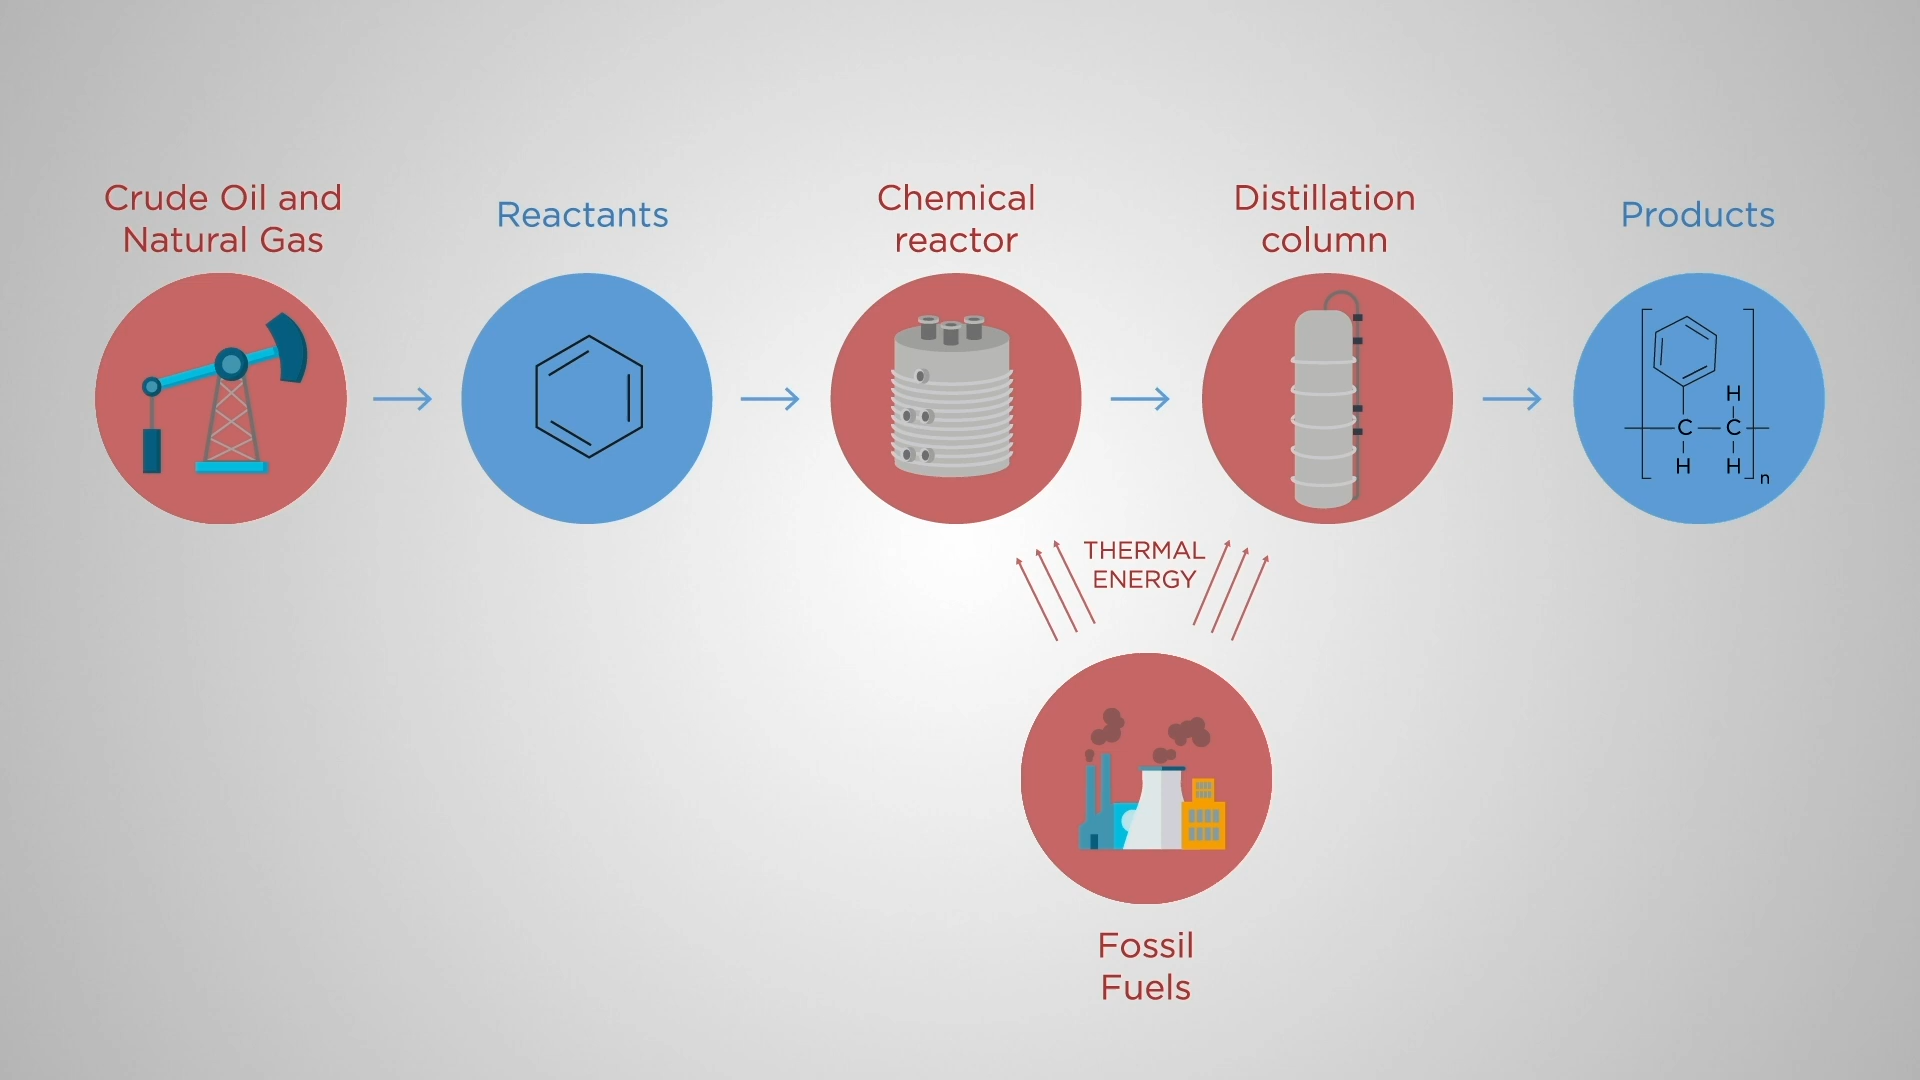 Crude Oil and
Natural Gas
Reactants
Chemical
reactor
Distillation
column
Products
H
C C
H H
n
THERMAL
ENERGY
Fossil
Fuels